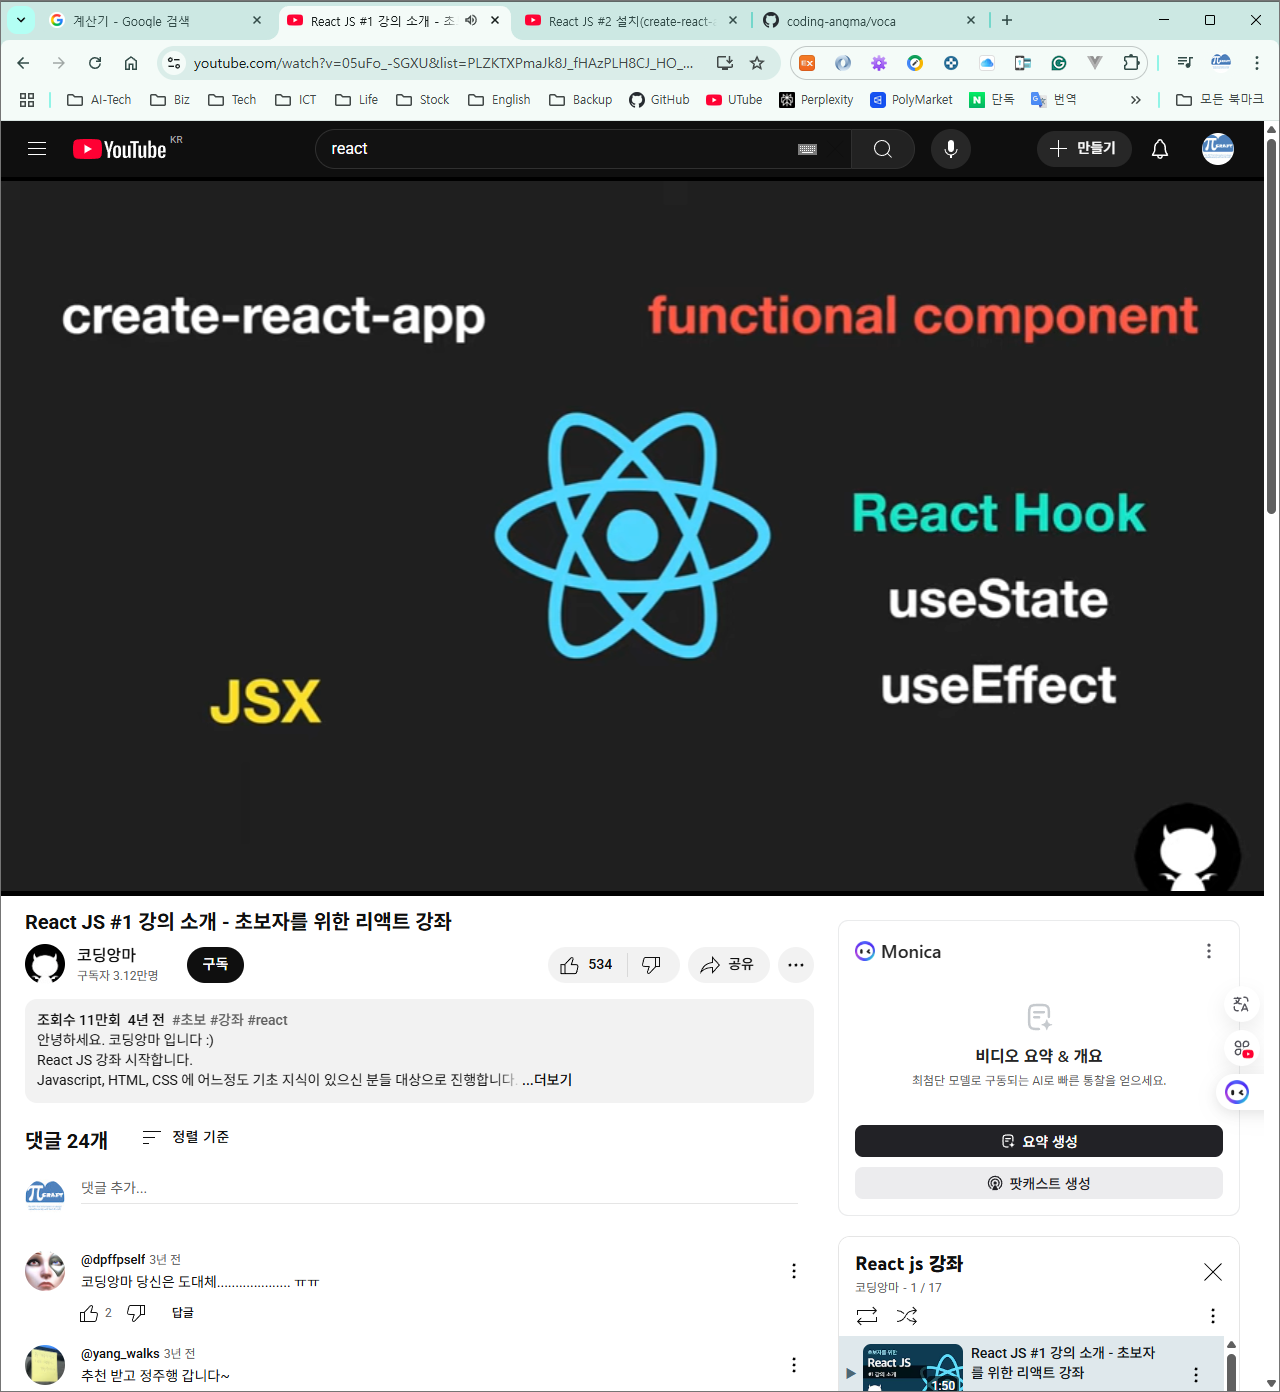 계산기 - Google 검색
React JS #1 강의 소개 - 초
React JS #2 설치(create-react-a
coding-angma/voca
youtube.com/watch?v=05uFo_-SGXU&list=PLZKTXPmaJk8J_fHAzPLH8CJ_HO_...
AI-Tech
Biz
Tech
ICT
Life
Stock
English
Backup
GitHub
UTube
Perplexity
PolyMarket
단독
번역
모든 북마크
YouTube KR
react
만들기
create-react-app
functional component
React Hook
useState
useEffect
JSX
React JS #1 강의 소개 - 초보자를 위한 리액트 강좌
코딩앙마
구독자 3.12만명
구독
534
공유
조회수 11만회 4년 전 #초보 #강좌 #react
안녕하세요. 코딩앙마 입니다 :)
React JS 강좌 시작합니다.
Javascript, HTML, CSS 에 어느정도 기초 지식이 있으신 분들 대상으로 진행합니다. ...더보기
댓글 24개
정렬 기준
댓글 추가...
@dpffpself 3년 전
코딩앙마 당신은 도대체.................... ㅠㅠ
2
답글
@yang_walks 3년 전
추천 받고 정주행 갑니다~
Monica
비디오 요약 & 개요
최첨단 모델로 구동되는 AI로 빠른 통찰을 얻으세요.
요약 생성
팟캐스트 생성
React js 강좌
코딩앙마 - 1 / 17
초보자를 위한
React JS
#1 강의 소개
1:50
React JS #1 강의 소개 - 초보자
를 위한 리액트 강좌